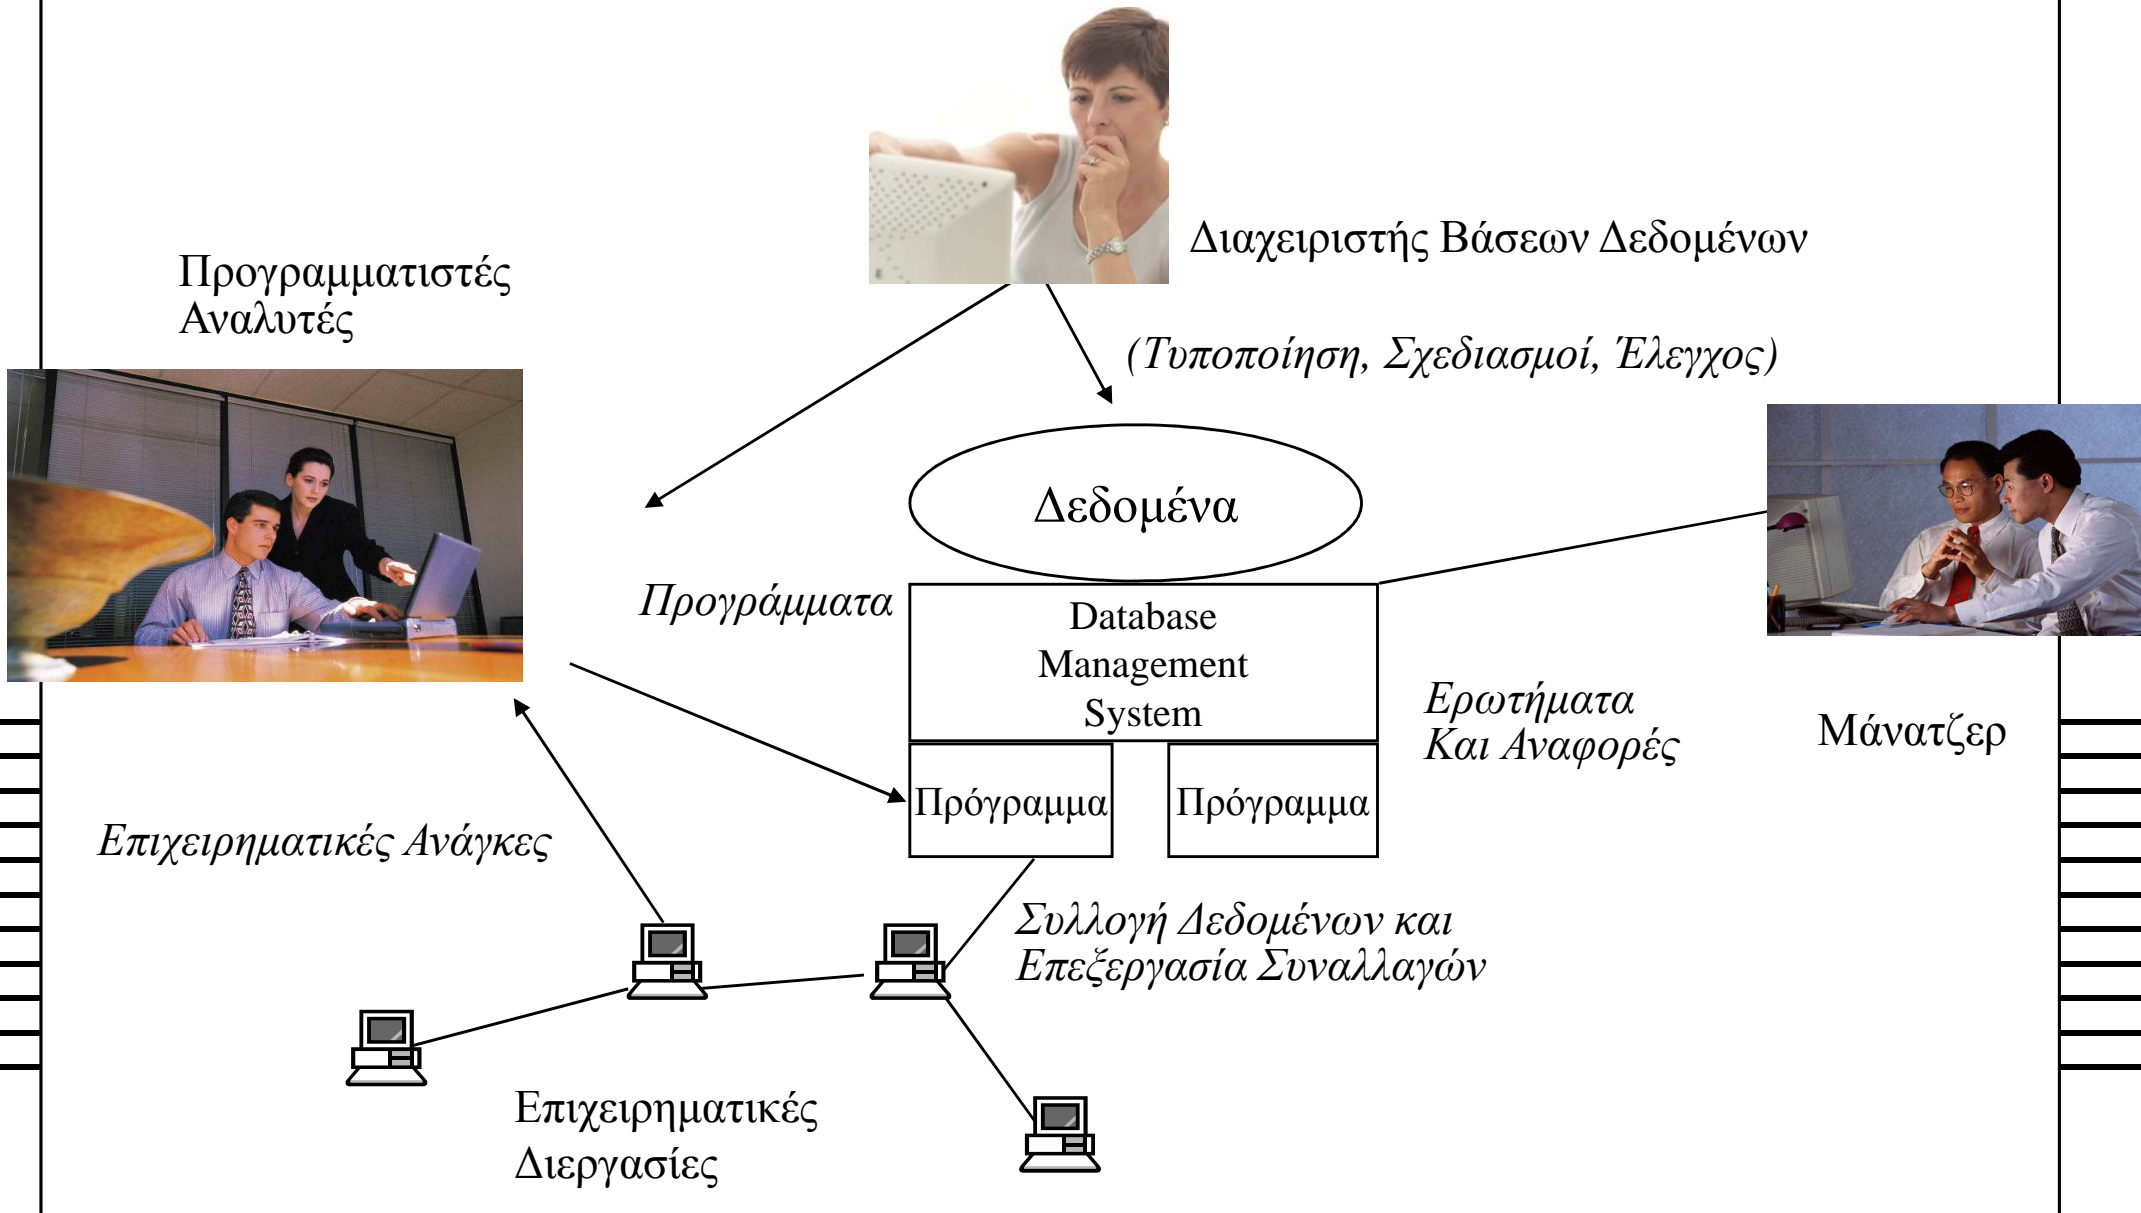 Διαχειριστής Βάσεων Δεδομένων
Προγραμματιστές
Αναλυτές
(Τυποποίηση, Σχεδιασμοί, Έλεγχος)
Δεδομένα
Προγράμματα
Database
Management
System
Ερωτήματα
Και Αναφορές
Μάνατζερ
Πρόγραμμα
Πρόγραμμα
Επιχειρηματικές Ανάγκες
Συλλογή Δεδομένων και
Επεξεργασία Συναλλαγών
Επιχειρηματικές
Διεργασίες